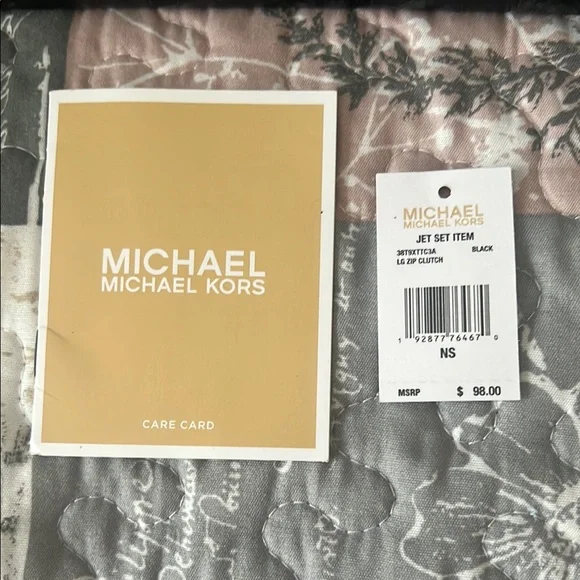 MICHAEL
MICHAEL KORS
CARE CARD
MICHAEL
MICHAEL KORS
JET SET ITEM
38T9XTTC3A BLACK
LG ZIP CLUTCH
1 92877 76467 0
NS
MSRP $ 98.00